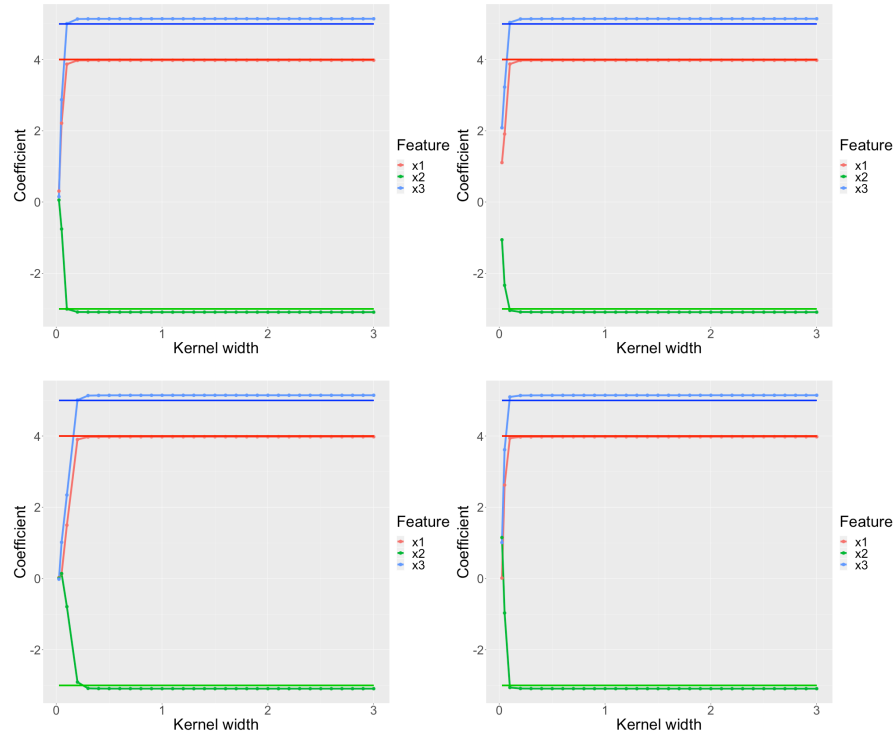 4
2
0
-2
Coefficient
0 1 2 3
Kernel width
Feature
x1
x2
x3
4
2
0
-2
Coefficient
0 1 2 3
Kernel width
Feature
x1
x2
x3
4
2
0
-2
Coefficient
0 1 2 3
Kernel width
Feature
x1
x2
x3
4
2
0
-2
Coefficient
0 1 2 3
Kernel width
Feature
x1
x2
x3